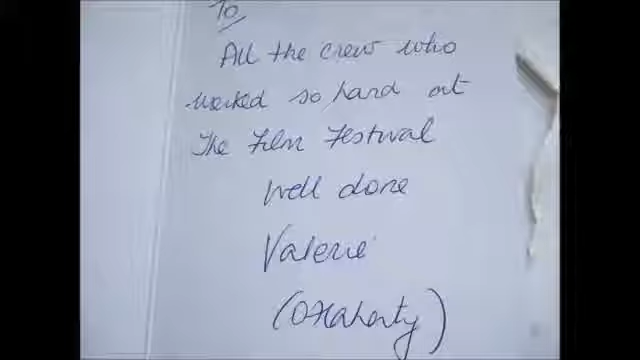 To
All the crew who
worked so hard at
The Film Festival
Well done
Valerie
(O'Flaherty)